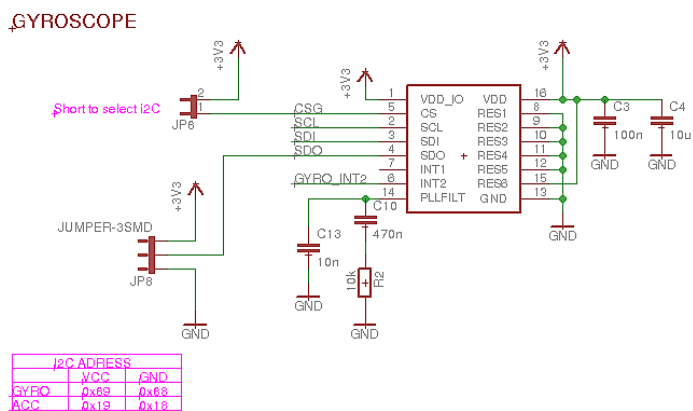 GYROSCOPE
+3V3
+3V3
+3V3
2
1
Short to select i2C
JP6
CSG
SCL
SDI
SDO
GYRO_INT2
1 VDD_IO VDD 16
5 CS RES1 8
2 SCL RES2 9
3 SDI RES3 10
4 SDO RES4 11
7 INT1 RES5 12
6 INT2 RES6 15
14 PLLFILT GND 13
C3
100n
GND
C4
10u
GND
GND
+3V3
JUMPER-3SMD
JP8
GND
C13
10n
GND
C10
470n
10k
R2
GND
I2C ADRESS
VCC GND
GYRO 0x69 0x68
ACC 0x19 0x18